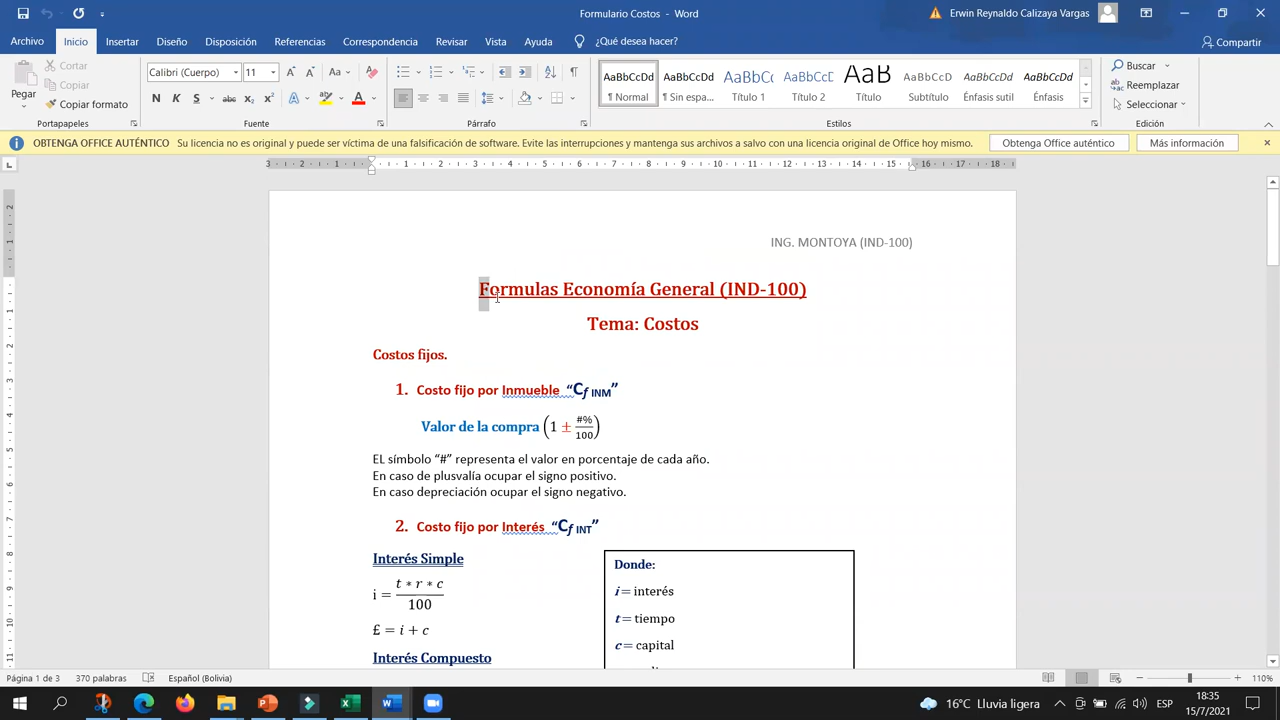 Formulas Economia Costos - Word
Erwin Reynaldo Calizaya Vargas
Archivo Inicio Insertar Diseño Disposición Referencias Correspondencia Revisar Vista Ayuda ¿Qué desea hacer? Compartir
Pegar
Cortar
Copiar
Copiar formato
Portapapeles
Calibri (Cuerpo) 11
Fuente
Párrafo
AaBbCcDd AaBbCcDd AaBbCc AaBbCcE AaB AaBbCcD AaBbCcDd AaBbCcDd
¶ Normal ¶ Sin espa... Título 1 Título 2 Título Subtítulo Énfasis sutil Énfasis
Estilos
Buscar
Reemplazar
Seleccionar
Edición
OBTENGA OFFICE AUTÉNTICO Su licencia no es original y puede ser víctima de una falsificación de software. Evite las interrupciones y mantenga sus archivos a salvo con una licencia original de Office hoy mismo. Obtenga Office auténtico Más información
ING. MONTOYA (IND-100)
Formulas Economía General (IND-100)
Tema: Costos
Costos fijos.
1. Costo fijo por Inmueble “Cf INM”
Valor de la compra (1 ± #%/100)
EL símbolo “#” representa el valor en porcentaje de cada año.
En caso de plusvalía ocupar el signo positivo.
En caso depreciación ocupar el signo negativo.
2. Costo fijo por Interés “Cf INT”
Interés Simple
i = t * r * c / 100
£ = i + c
Interés Compuesto
Donde:
i = interés
t = tiempo
c = capital
Página 1 de 3 370 palabras Español (Bolivia) 110%
16°C Lluvia ligera ESP 18:35
15/7/2021